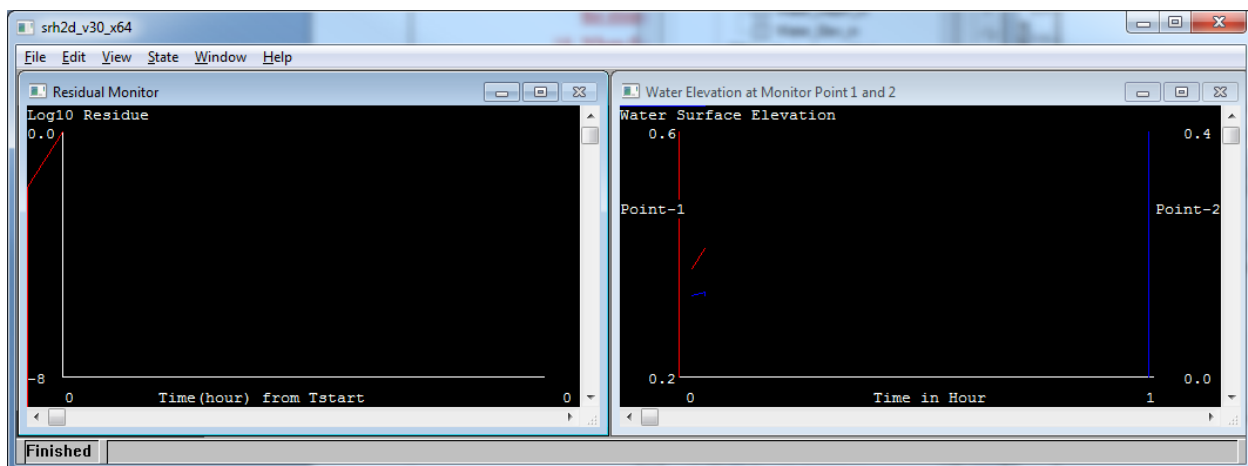 srh2d_v30_x64
File Edit View State Window Help
Residual Monitor
Log10 Residue
0.0
-8
0 Time(hour) from Tstart 0
Water Elevation at Monitor Point 1 and 2
Water Surface Elevation
0.6 0.4
Point-1 Point-2
0.2 0.0
0 Time in Hour 1
Finished